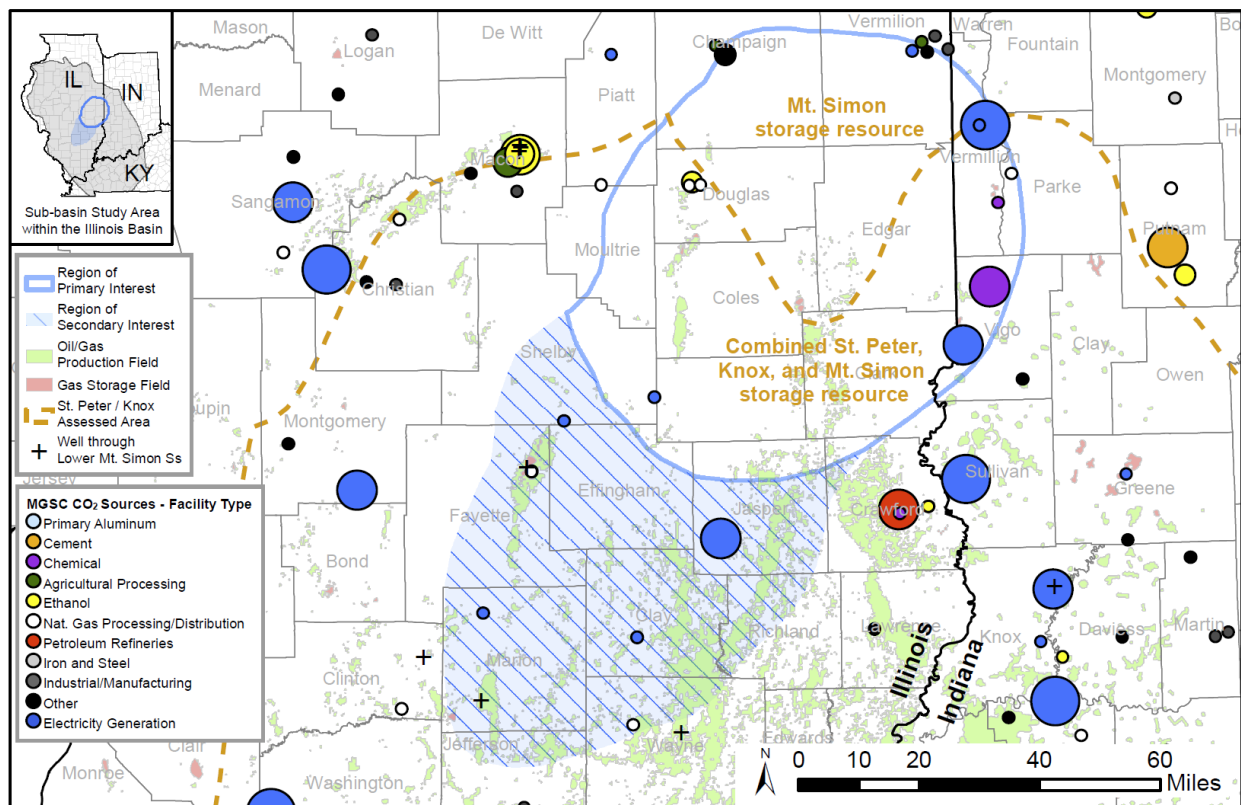 IL
IN
KY
Sub-basin Study Area
within the Illinois Basin
Region of
Primary Interest
Region of
Secondary Interest
Oil/Gas
Production Field
Gas Storage Field
St. Peter / Knox
Assessed Area
Well through
Lower Mt. Simon Ss
MGSC CO₂ Sources - Facility Type
Primary Aluminum
Cement
Chemical
Agricultural Processing
Ethanol
Nat. Gas Processing/Distribution
Petroleum Refineries
Iron and Steel
Industrial/Manufacturing
Other
Electricity Generation
Mason
Logan
De Witt
Champaign
Vermilion
Warren
Fountain
Montgomery
Menard
Piatt
Mt. Simon
storage resource
Macon
Vermillion
Parke
Sangamon
Douglas
Putnam
Moultrie
Edgar
Christian
Coles
Vigo
Clay
Shelby
Combined St. Peter,
Knox, and Mt. Simon
storage resource
Clark
Owen
Montgomery
Jersey
Effingham
Jasper
Crawford
Sullivan
Greene
Fayette
Bond
Clay
Richland
Lawrence
Illinois
Indiana
Knox
Daviess
Martin
Marion
Clinton
Jefferson
Wayne
Edwards
Clair
Monroe
Washington
N
0 10 20 30 40 50 60
Miles